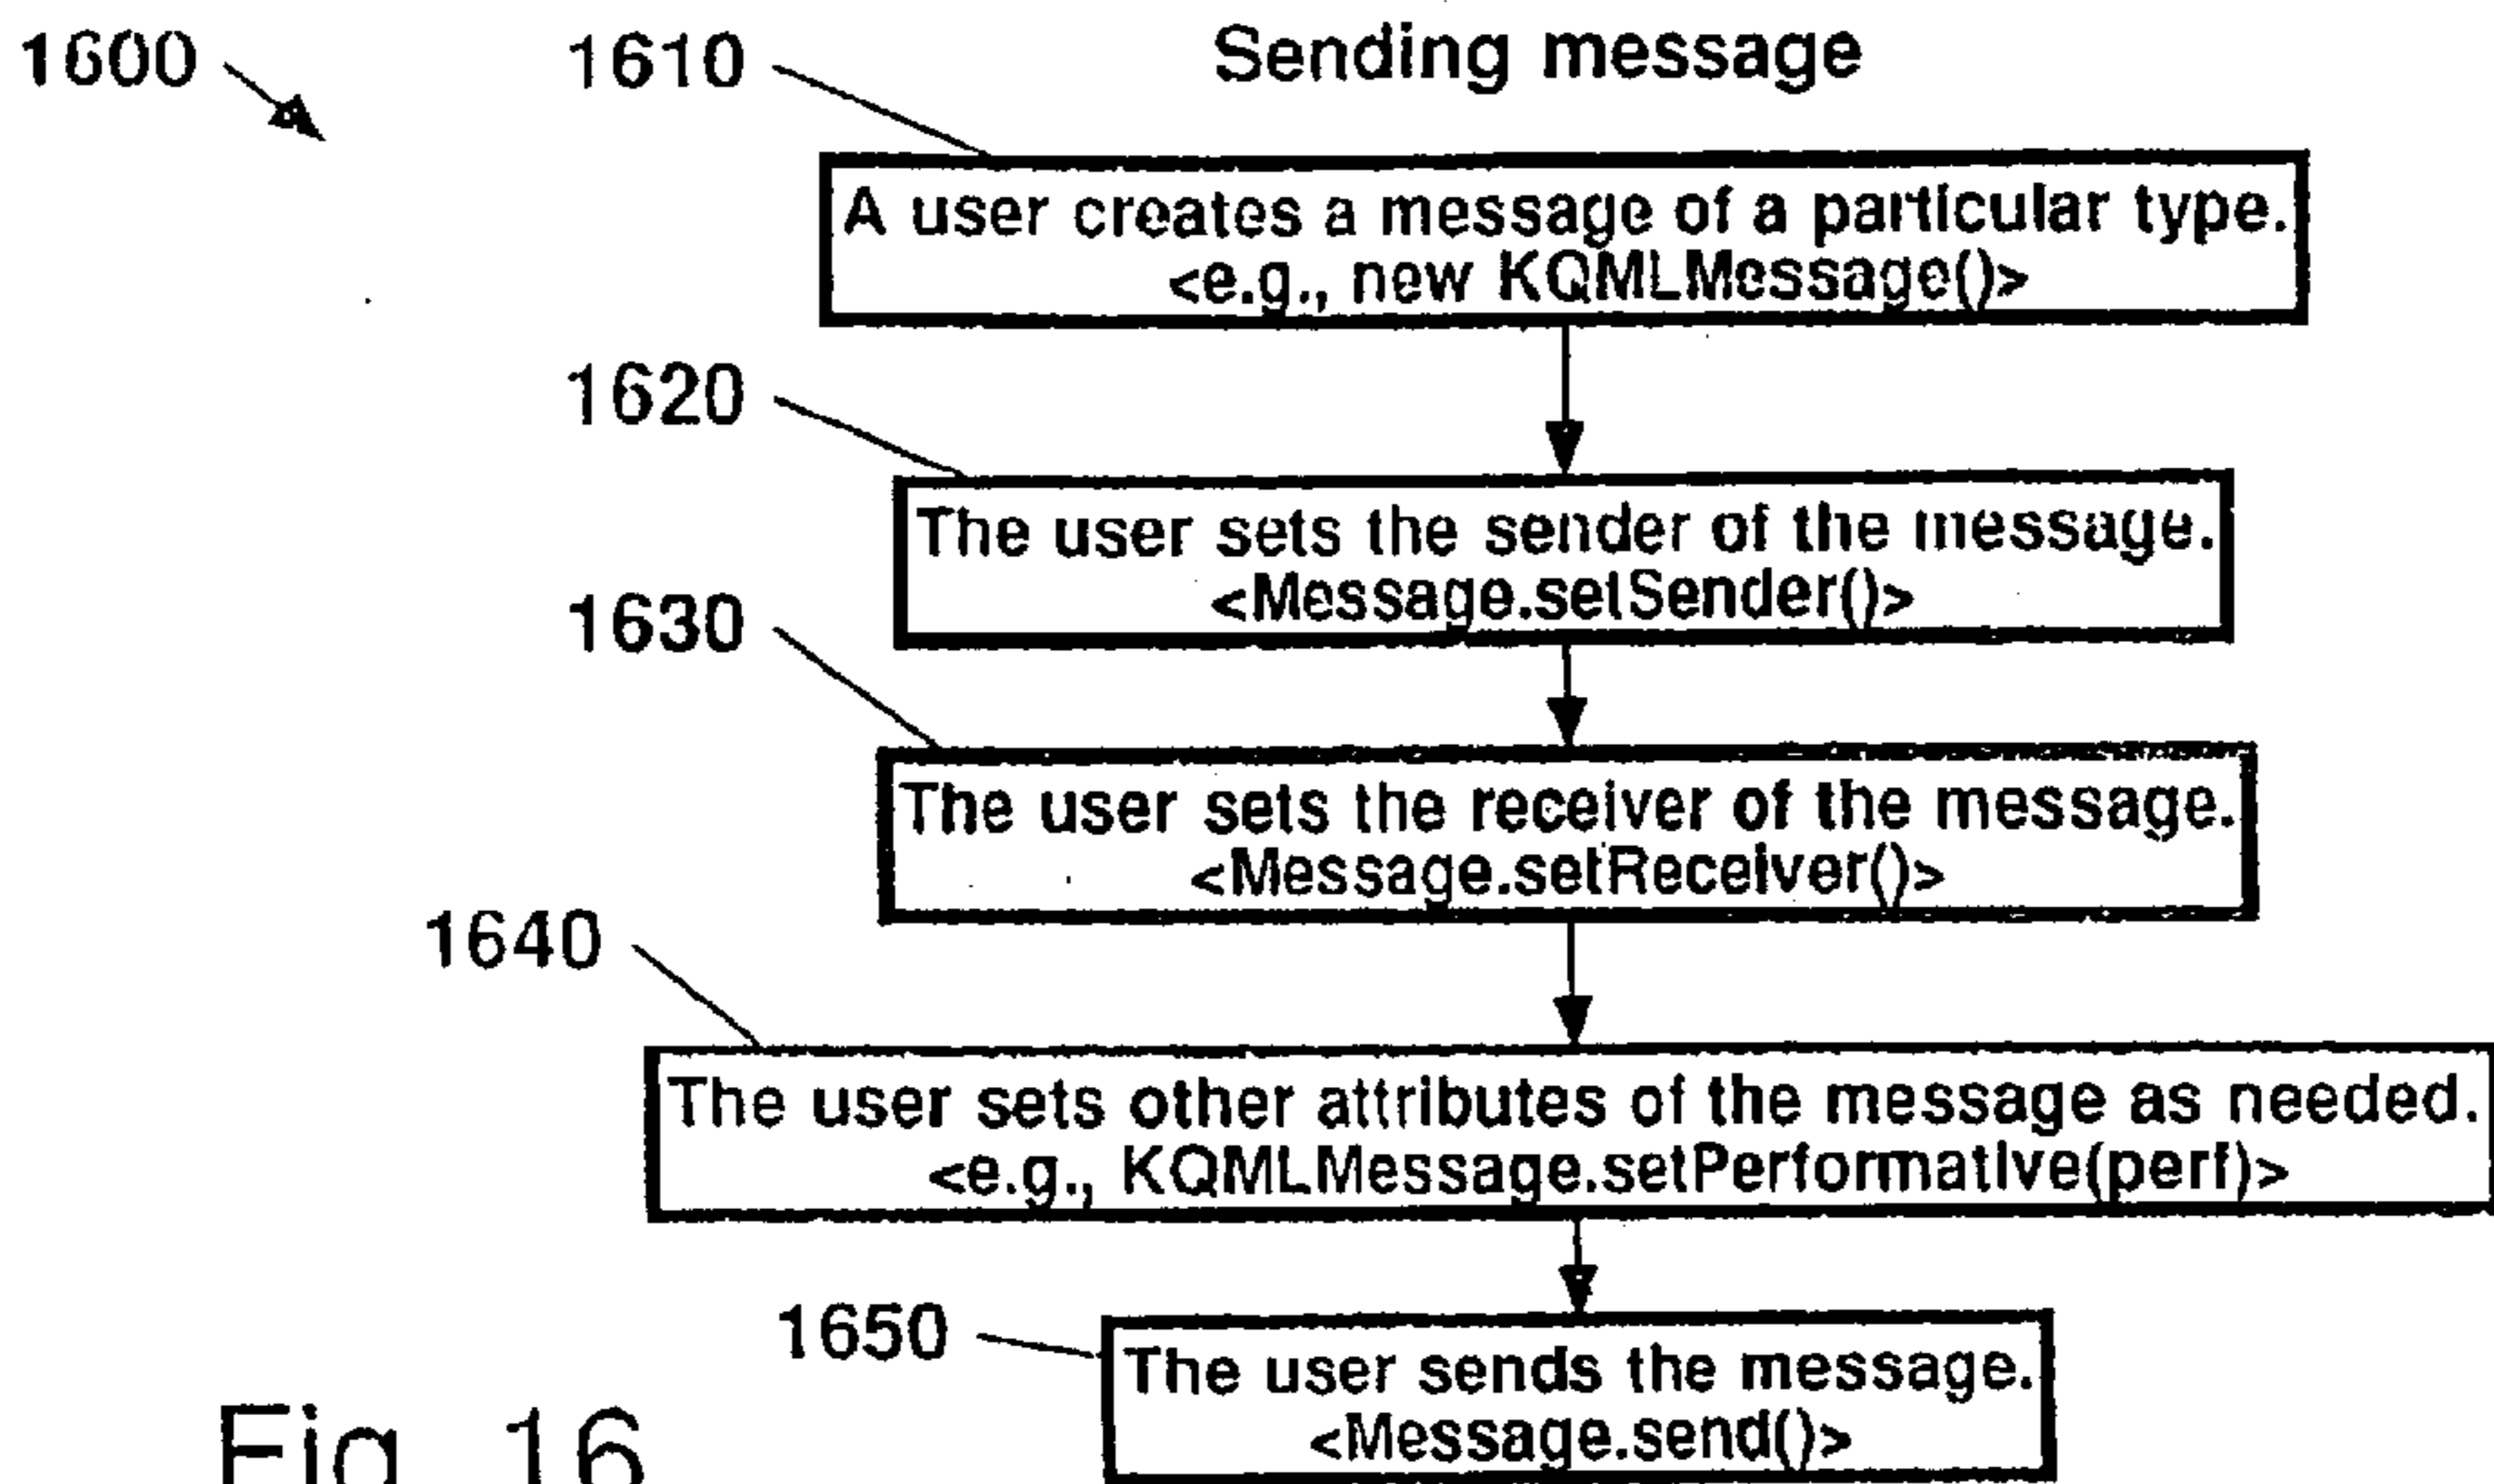 1600
1610
Sending message
A user creates a message of a particular type.
<e.g., new KQMLMessage()>
1620
The user sets the sender of the message.
<Message.setSender()>
1630
The user sets the receiver of the message.
<Message.setReceiver()>
1640
The user sets other attributes of the message as needed.
<e.g., KQMLMessage.setPerformative(perf)>
1650
The user sends the message.
<Message.send()>
Fig. 16